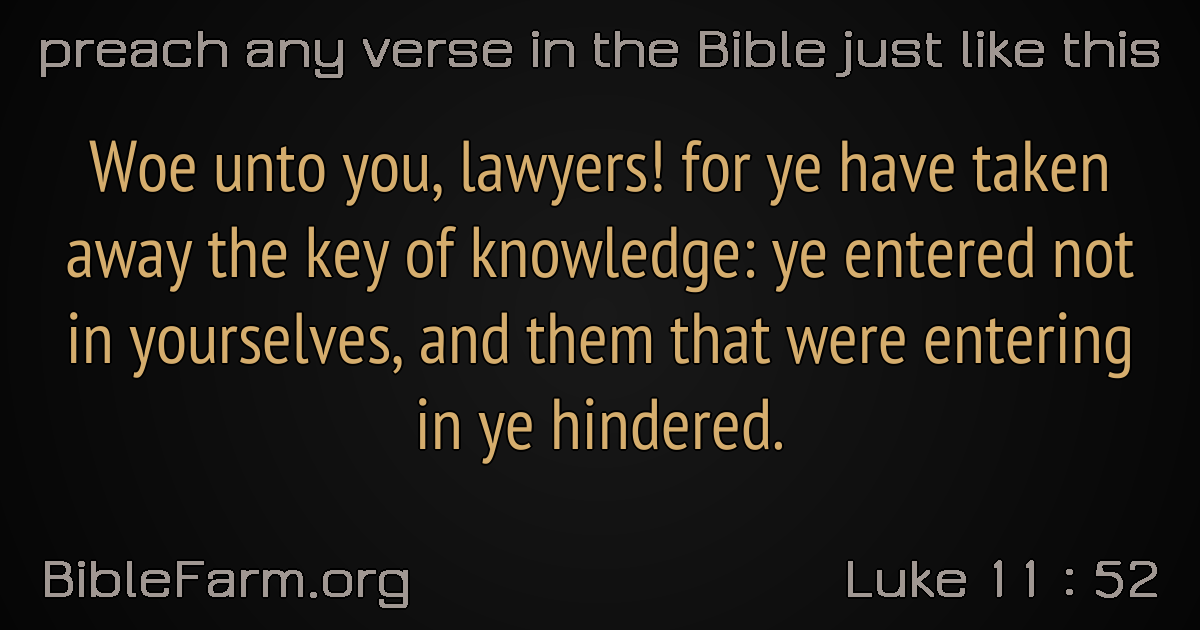 preach any verse in the Bible just like this
Woe unto you, lawyers! for ye have taken
away the key of knowledge: ye entered not
in yourselves, and them that were entering
in ye hindered.
BibleFarm.org
Luke 11 : 52